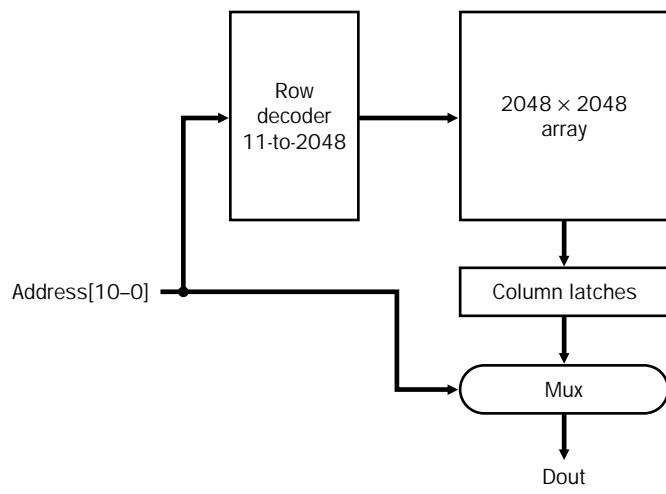 Row
decoder
11-to-2048
2048 × 2048
array
Address[10–0]
Column latches
Mux
Dout